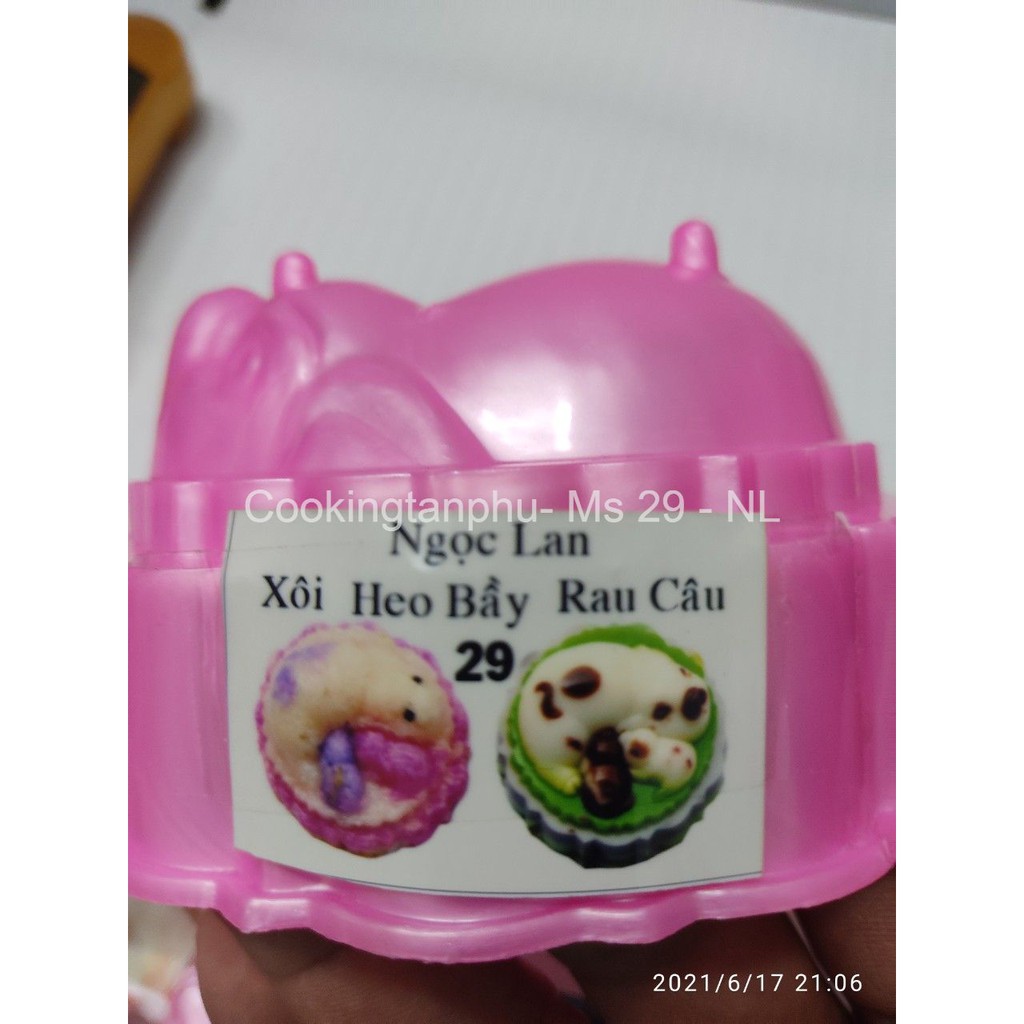 Cookingtanphu- Ms 29 - NL
Ngọc Lan
Xôi Heo Bầy Rau Câu
29
2021/6/17 21:06